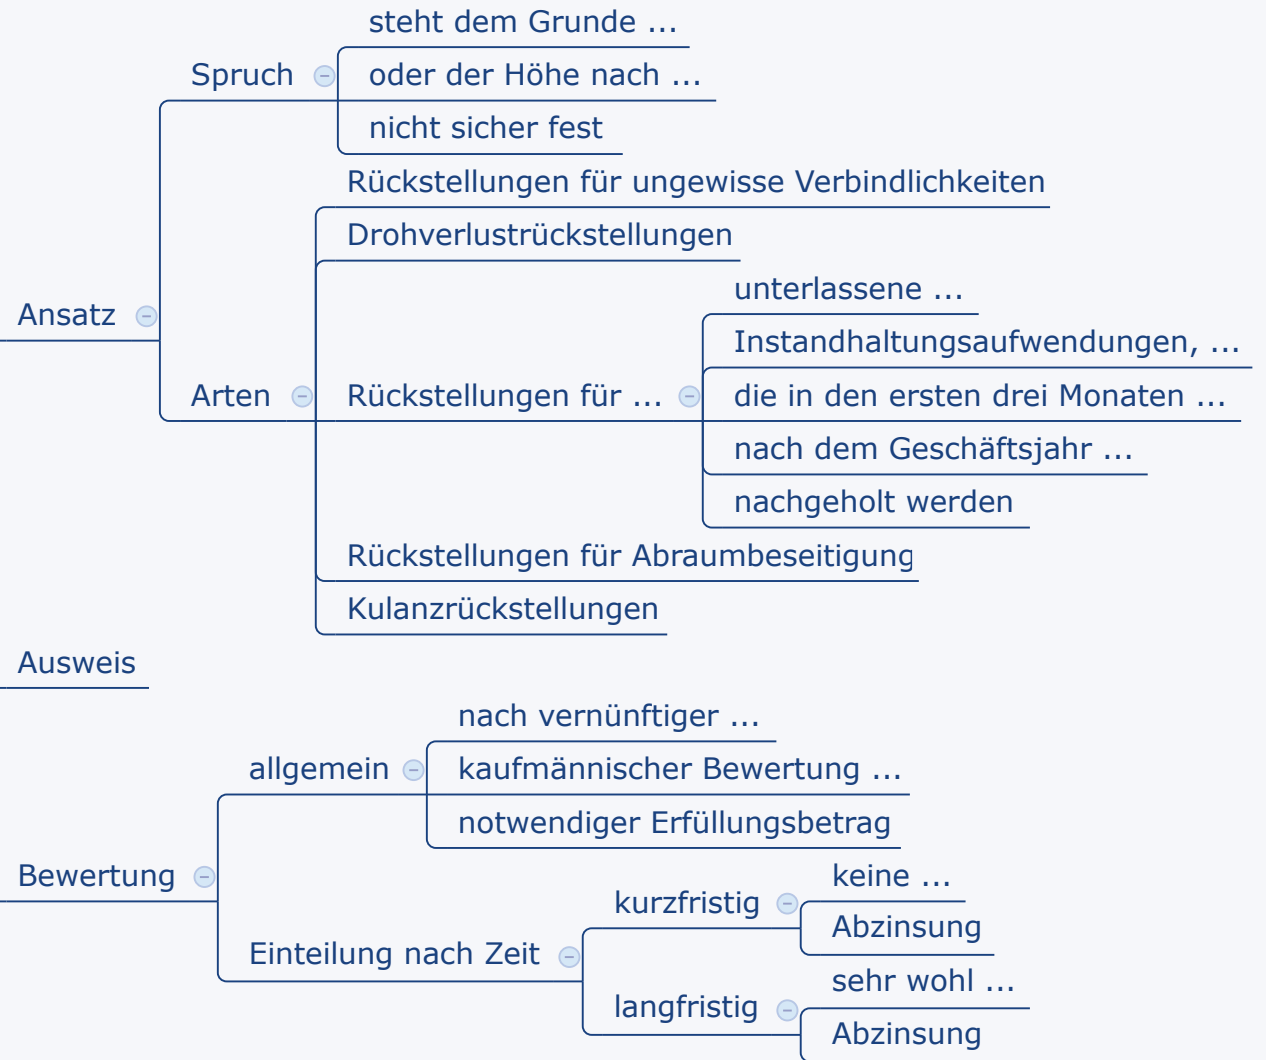 steht dem Grunde ...
Spruch
oder der Höhe nach ...
nicht sicher fest
Rückstellungen für ungewisse Verbindlichkeiten
Drohverlustrückstellungen
unterlassene ...
Ansatz
Instandhaltungsaufwendungen, ...
Arten
Rückstellungen für ...
die in den ersten drei Monaten ...
nach dem Geschäftsjahr ...
nachgeholt werden
Rückstellungen für Abraumbeseitigung
Kulanzrückstellungen
Ausweis
nach vernünftiger ...
allgemein
kaufmännischer Bewertung ...
notwendiger Erfüllungsbetrag
Bewertung
keine ...
kurzfristig
Abzinsung
Einteilung nach Zeit
sehr wohl ...
langfristig
Abzinsung